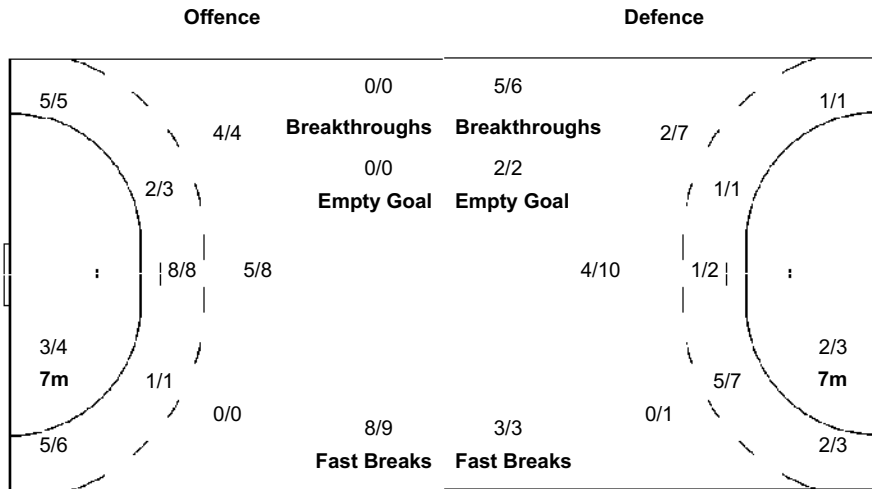 Offence Defence
0/0 5/6
5/5 1/1
Breakthroughs Breakthroughs
4/4 2/7
0/0 2/2
2/3 1/1
Empty Goal Empty Goal
8/8 5/8 4/10 1/2
3/4 2/3
7m 7m
1/1 5/7
0/0 0/1
8/9 3/3
5/6 2/3
Fast Breaks Fast Breaks